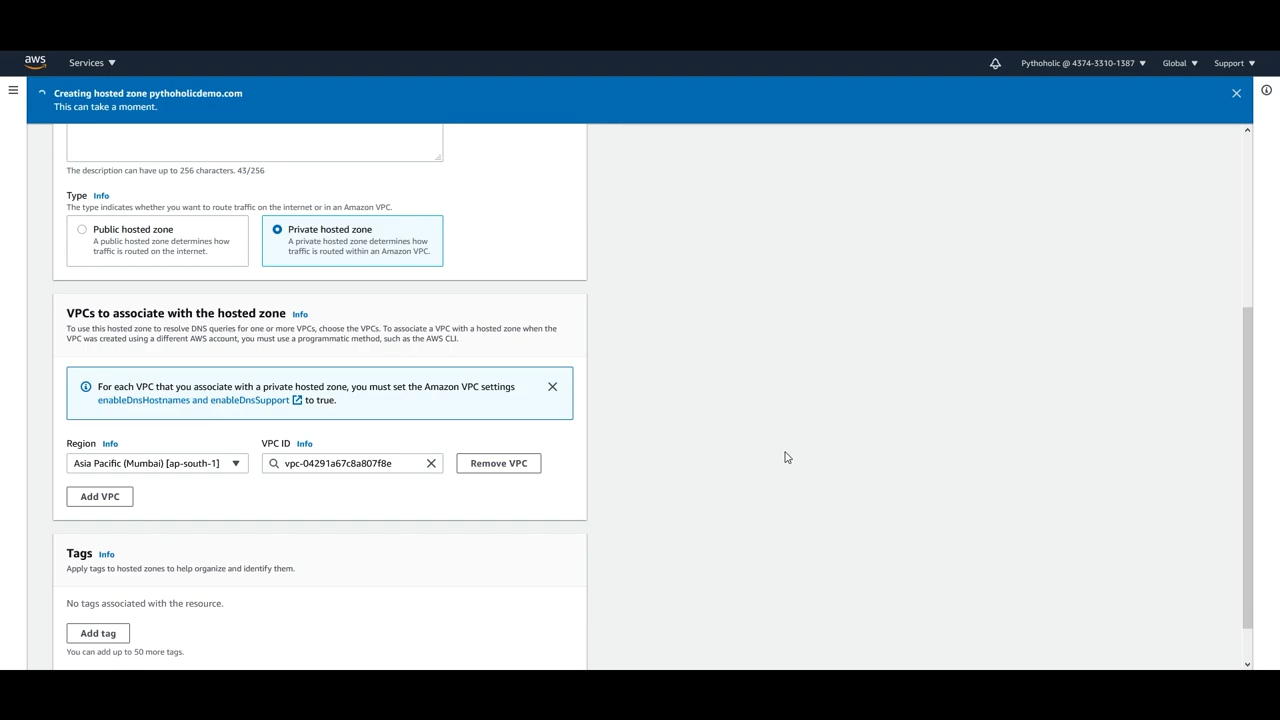 aws
Services ▼
Pythoholic @ 4374-3310-1387 ▼
Global ▼
Support ▼
Creating hosted zone pythoholicdemo.com
This can take a moment.
The description can have up to 256 characters. 43/256
Type Info
The type indicates whether you want to route traffic on the internet or in an Amazon VPC.
Public hosted zone
A public hosted zone determines how
traffic is routed on the internet.
Private hosted zone
A private hosted zone determines how
traffic is routed within an Amazon VPC.
VPCs to associate with the hosted zone Info
To use this hosted zone to resolve DNS queries for one or more VPCs, choose the VPCs. To associate a VPC with a hosted zone when the
VPC was created using a different AWS account, you must use a programmatic method, such as the AWS CLI.
For each VPC that you associate with a private hosted zone, you must set the Amazon VPC settings
enableDnsHostnames and enableDnsSupport to true.
Region Info
VPC ID Info
Asia Pacific (Mumbai) [ap-south-1] ▼
vpc-04291a67c8a807f8e
Remove VPC
Add VPC
Tags Info
Apply tags to hosted zones to help organize and identify them.
No tags associated with the resource.
Add tag
You can add up to 50 more tags.